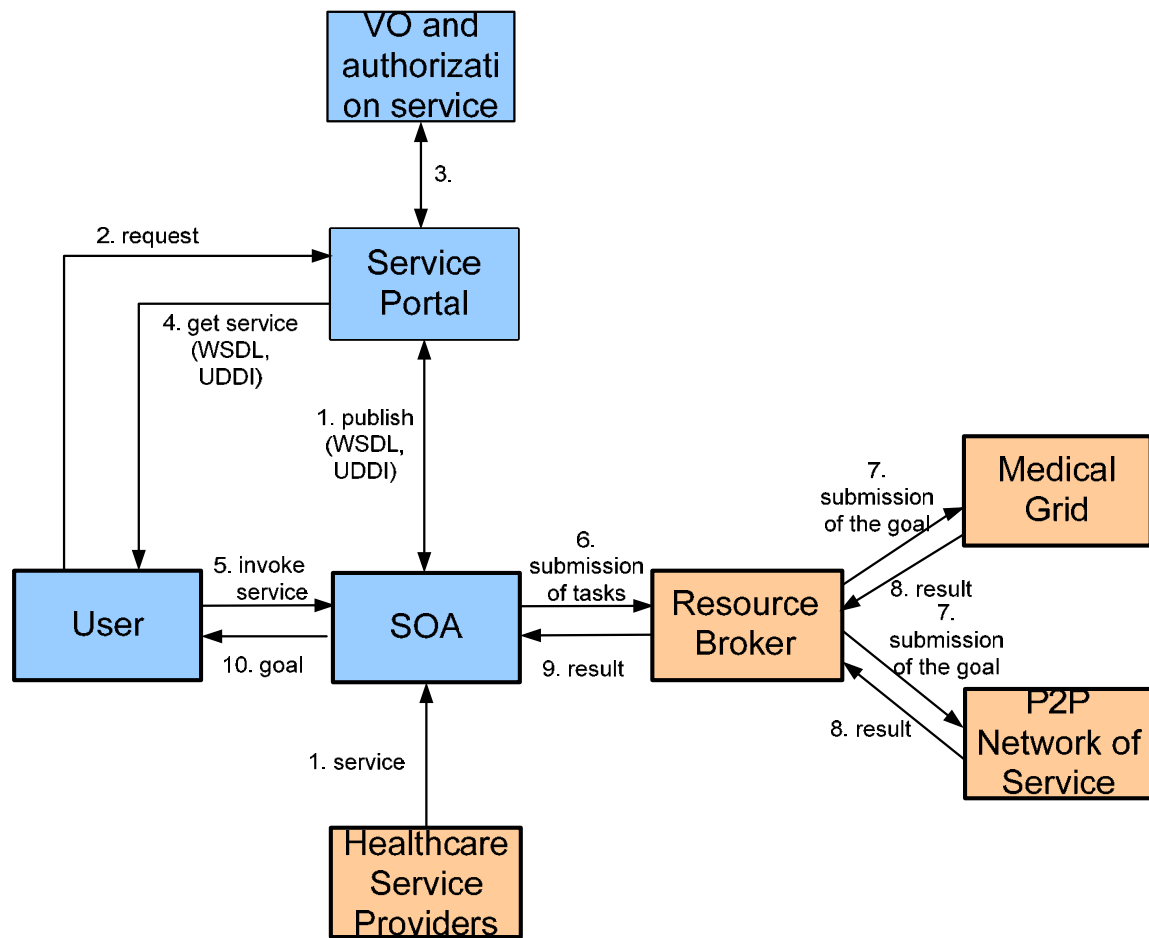 VO and
authorizati
on service
3.
2. request
Service
Portal
4. get service
(WSDL,
UDDI)
1. publish
(WSDL,
UDDI)
7.
submission
of the goal
Medical
Grid
5. invoke
service
6.
submission
of tasks
8. result
User
SOA
Resource
Broker
7.
submission
of the goal
10. goal
9. result
8. result
P2P
Network of
Service
1. service
Healthcare
Service
Providers